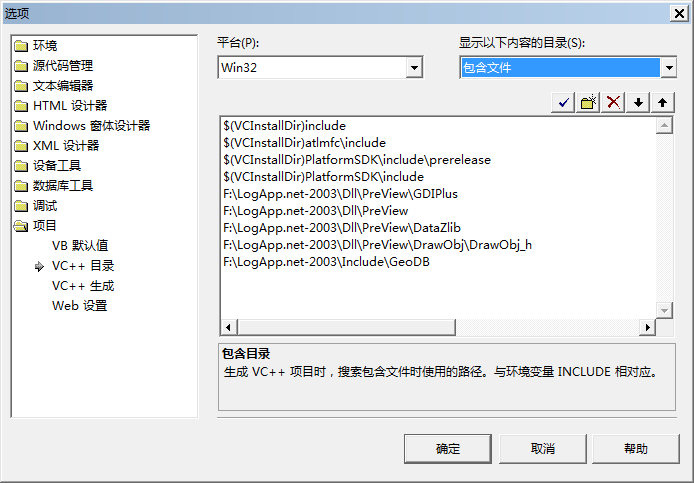 选项
环境
源代码管理
文本编辑器
HTML 设计器
Windows 窗体设计器
XML 设计器
设备工具
数据库工具
调试
项目
VB 默认值
VC++ 目录
VC++ 生成
Web 设置
平台(P):
Win32
显示以下内容的目录(S):
包含文件
$(VCInstallDir)include
$(VCInstallDir)atlmfc\include
$(VCInstallDir)PlatformSDK\include\prerelease
$(VCInstallDir)PlatformSDK\include
F:\LogApp.net-2003\Dll\PreView\GDIPlus
F:\LogApp.net-2003\Dll\PreView
F:\LogApp.net-2003\Dll\PreView\DataZlib
F:\LogApp.net-2003\Dll\PreView\DrawObj\DrawObj_h
F:\LogApp.net-2003\Include\GeoDB
包含目录
生成 VC++ 项目时，搜索包含文件时使用的路径。与环境变量 INCLUDE 相对应。
确定
取消
帮助